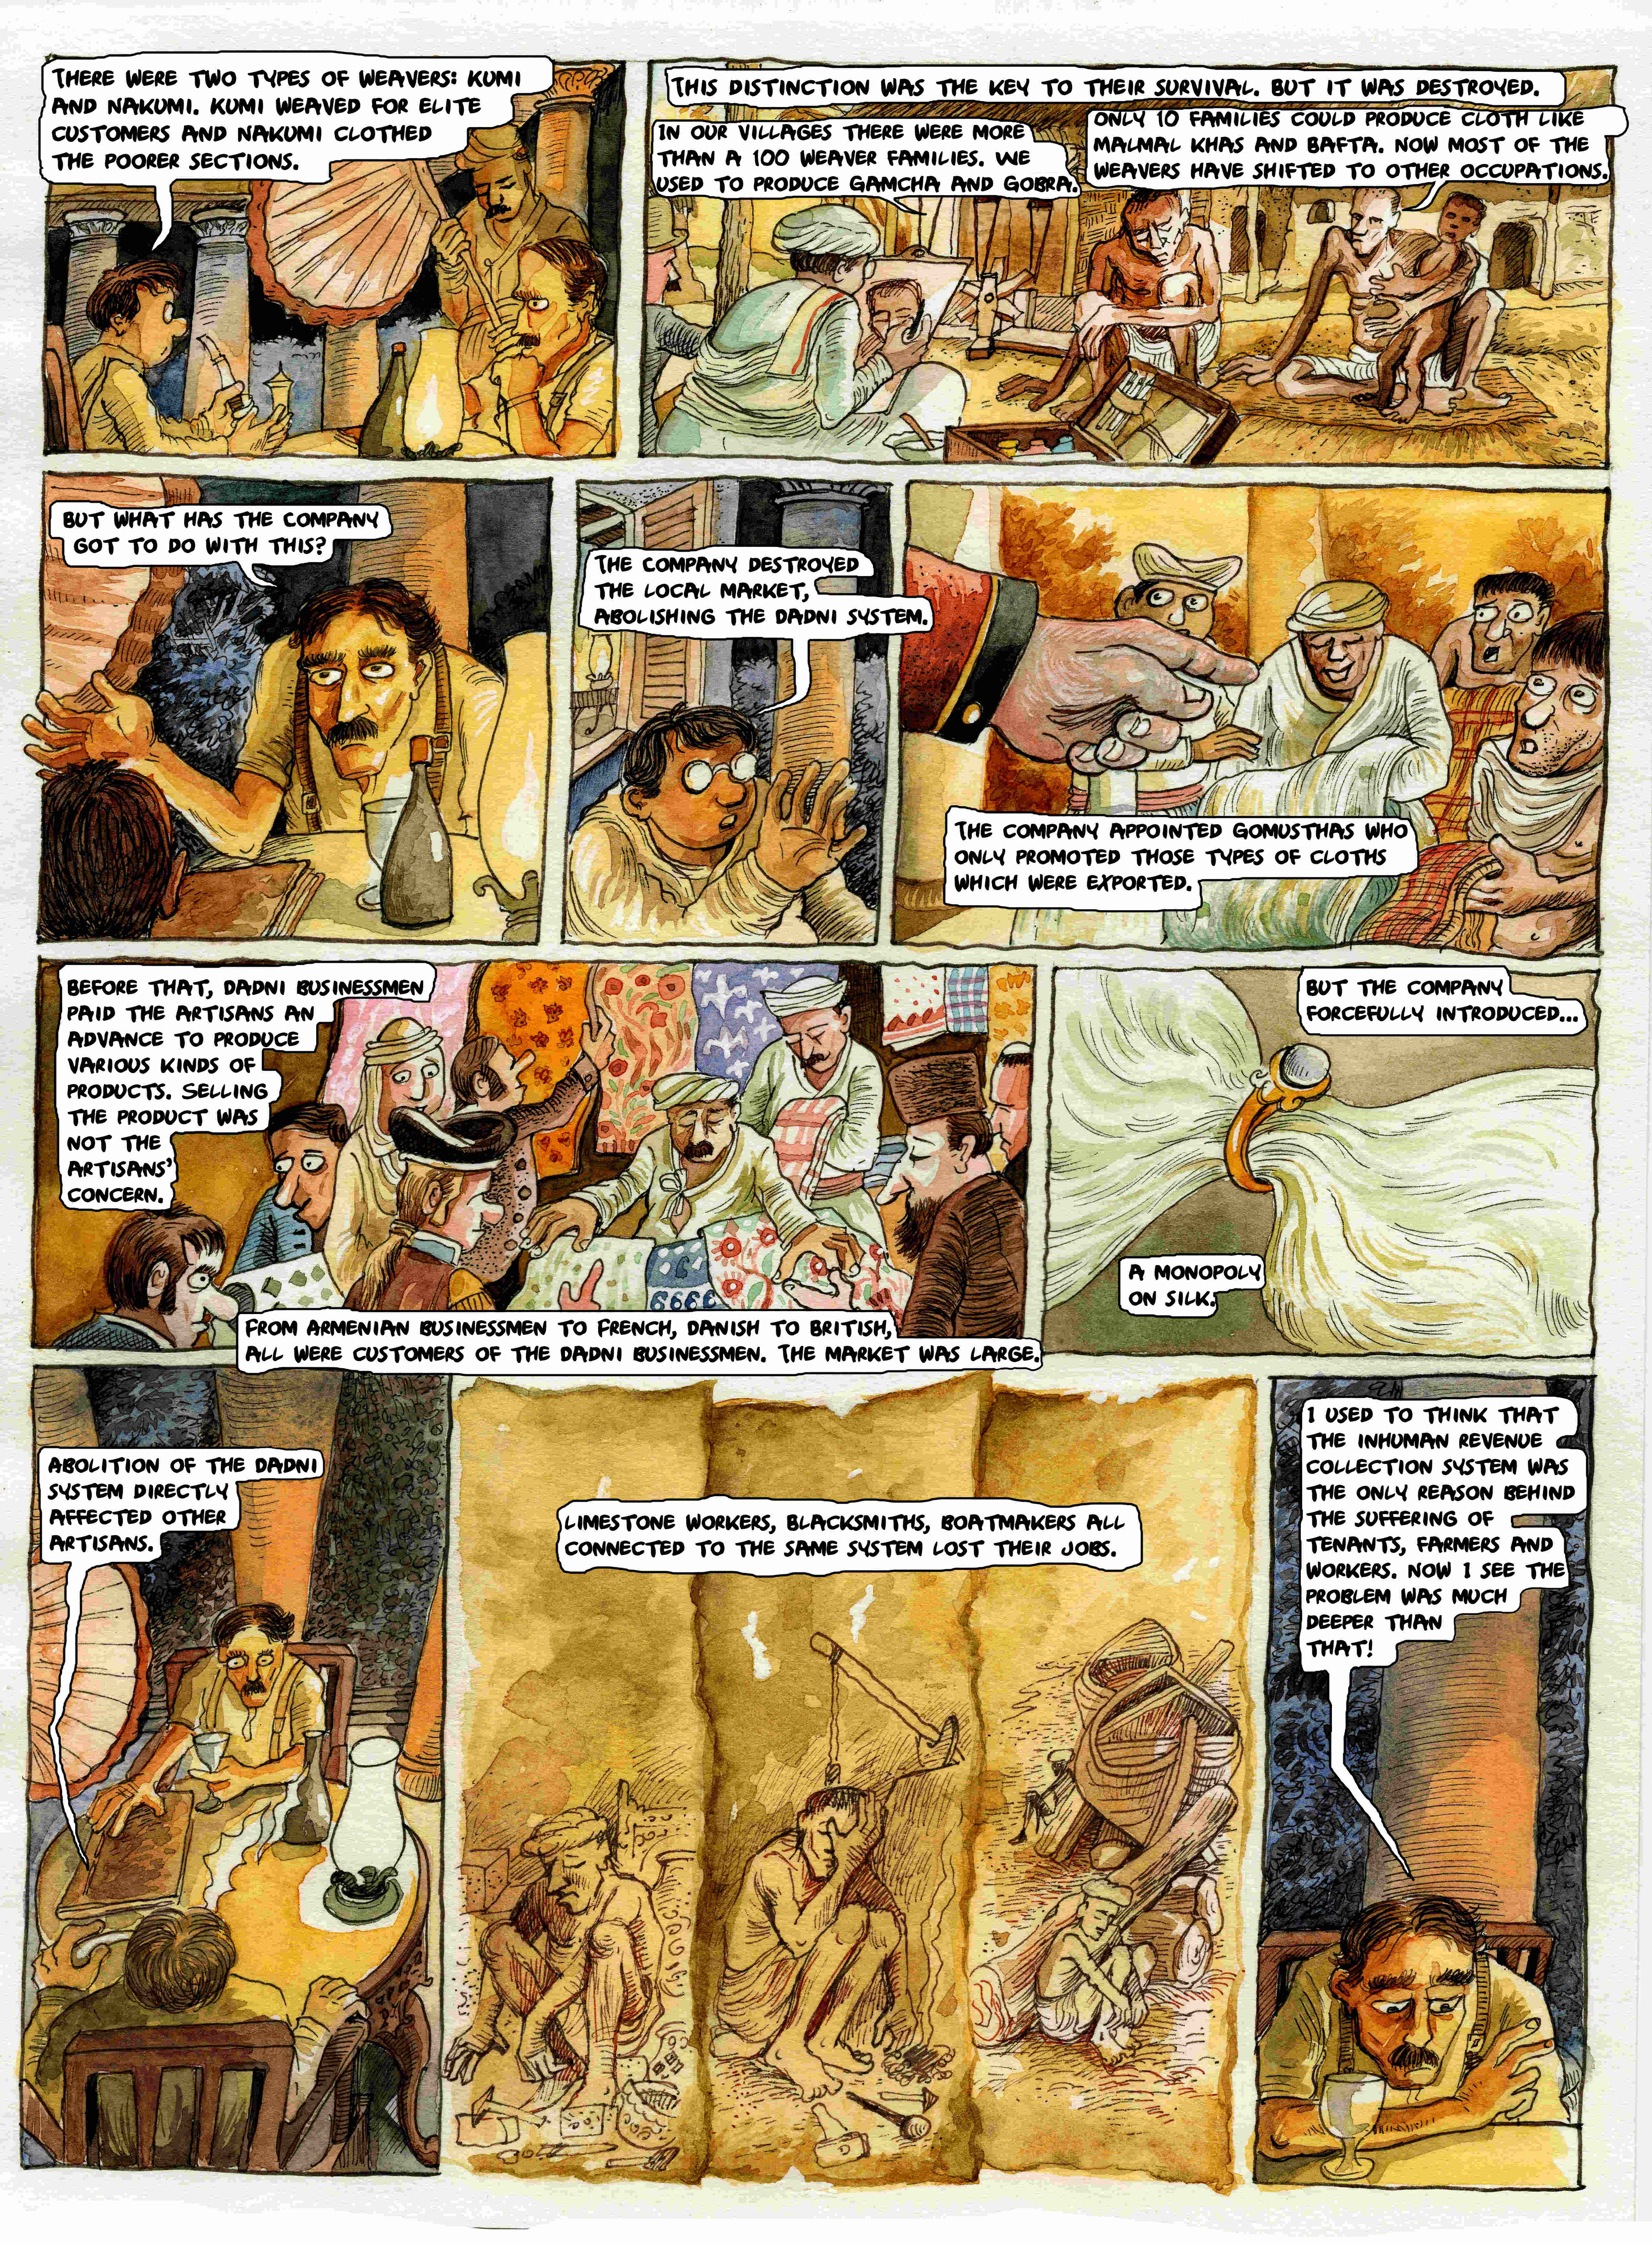 THERE WERE TWO TYPES OF WEAVERS: KUMI
AND NAKUMI. KUMI WEAVED FOR ELITE
CUSTOMERS AND NAKUMI CLOTHED
THE POORER SECTIONS.
THIS DISTINCTION WAS THE KEY TO THEIR SURVIVAL. BUT IT WAS DESTROYED.
IN OUR VILLAGES THERE WERE MORE
THAN A 100 WEAVER FAMILIES. WE
USED TO PRODUCE GAMCHA AND GOBRA.
ONLY 10 FAMILIES COULD PRODUCE CLOTH LIKE
MALMAL KHAS AND BAFTA. NOW MOST OF THE
WEAVERS HAVE SHIFTED TO OTHER OCCUPATIONS.
BUT WHAT HAS THE COMPANY
GOT TO DO WITH THIS?
THE COMPANY DESTROYED
THE LOCAL MARKET,
ABOLISHING THE DADNI SYSTEM.
THE COMPANY APPOINTED GOMUSTHAS WHO
ONLY PROMOTED THOSE TYPES OF CLOTHS
WHICH WERE EXPORTED.
BEFORE THAT, DADNI BUSINESSMEN
PAID THE ARTISANS AN
ADVANCE TO PRODUCE
VARIOUS KINDS OF
PRODUCTS. SELLING
THE PRODUCT WAS
NOT THE
ARTISANS'
CONCERN.
FROM ARMENIAN BUSINESSMEN TO FRENCH, DANISH TO BRITISH,
ALL WERE CUSTOMERS OF THE DADNI BUSINESSMEN. THE MARKET WAS LARGE.
BUT THE COMPANY
FORCEFULLY INTRODUCED...
A MONOPOLY
ON SILK.
ABOLITION OF THE DADNI
SYSTEM DIRECTLY
AFFECTED OTHER
ARTISANS.
LIMESTONE WORKERS, BLACKSMITHS, BOATMAKERS ALL
CONNECTED TO THE SAME SYSTEM LOST THEIR JOBS.
I USED TO THINK THAT
THE INHUMAN REVENUE
COLLECTION SYSTEM WAS
THE ONLY REASON BEHIND
THE SUFFERING OF
TENANTS, FARMERS AND
WORKERS. NOW I SEE THE
PROBLEM WAS MUCH
DEEPER THAN
THAT!